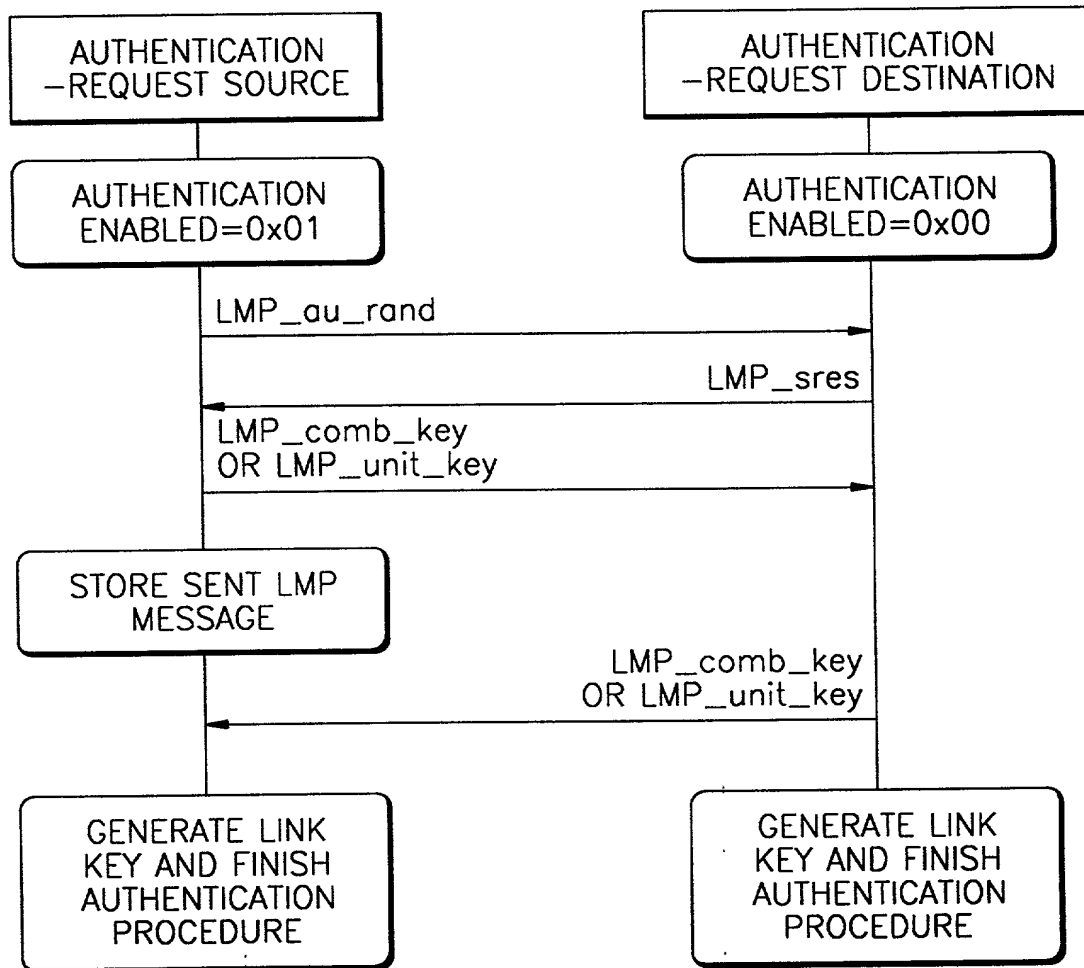 AUTHENTICATION
-REQUEST SOURCE
AUTHENTICATION
-REQUEST DESTINATION
AUTHENTICATION
ENABLED=0x01
AUTHENTICATION
ENABLED=0x00
LMP_au_rand
LMP_sres
LMP_comb_key
OR LMP_unit_key
STORE SENT LMP
MESSAGE
LMP_comb_key
OR LMP_unit_key
GENERATE LINK
KEY AND FINISH
AUTHENTICATION
PROCEDURE
GENERATE LINK
KEY AND FINISH
AUTHENTICATION
PROCEDURE